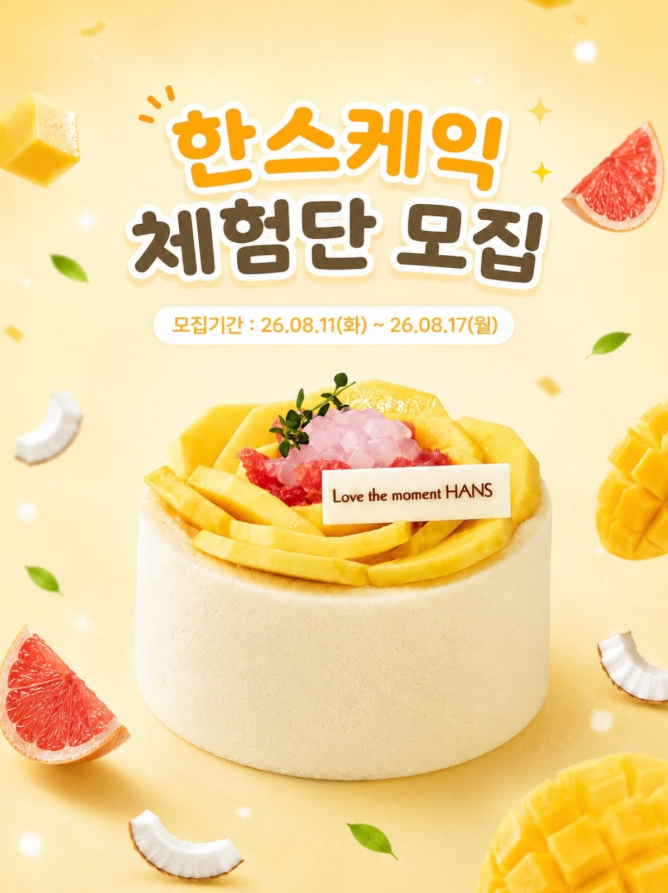 한스케익
체험단 모집
모집기간 : 26.08.11(화) ~ 26.08.17(월)
Love the moment HANS